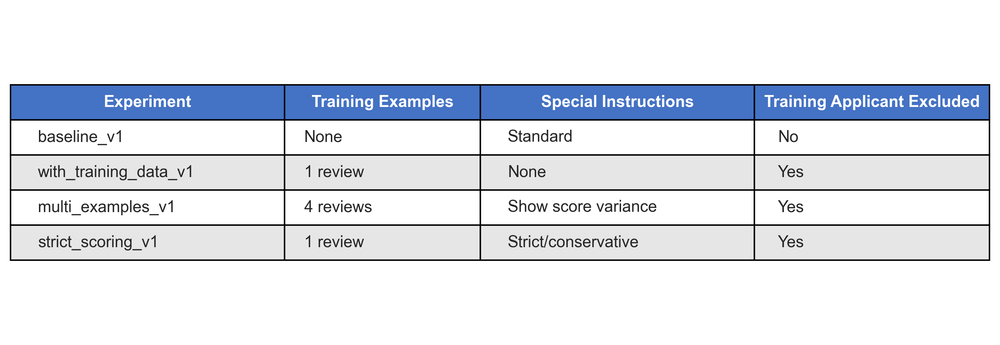 Experiment Training Examples Special Instructions Training Applicant Excluded
baseline_v1 None Standard No
with_training_data_v1 1 review None Yes
multi_examples_v1 4 reviews Show score variance Yes
strict_scoring_v1 1 review Strict/conservative Yes